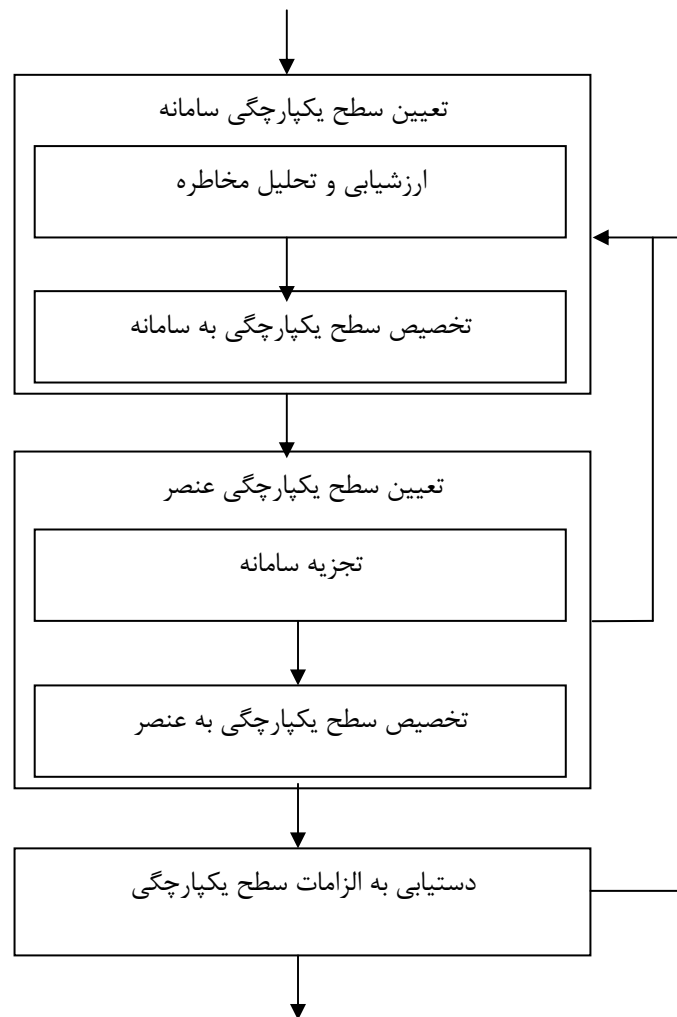 تعیین سطح یکپارچگی سامانه
ارزشیابی و تحلیل مخاطره
تخصیص سطح یکپارچگی به سامانه
تعیین سطح یکپارچگی عنصر
تجزیه سامانه
تخصیص سطح یکپارچگی به عنصر
دستیابی به الزامات سطح یکپارچگی